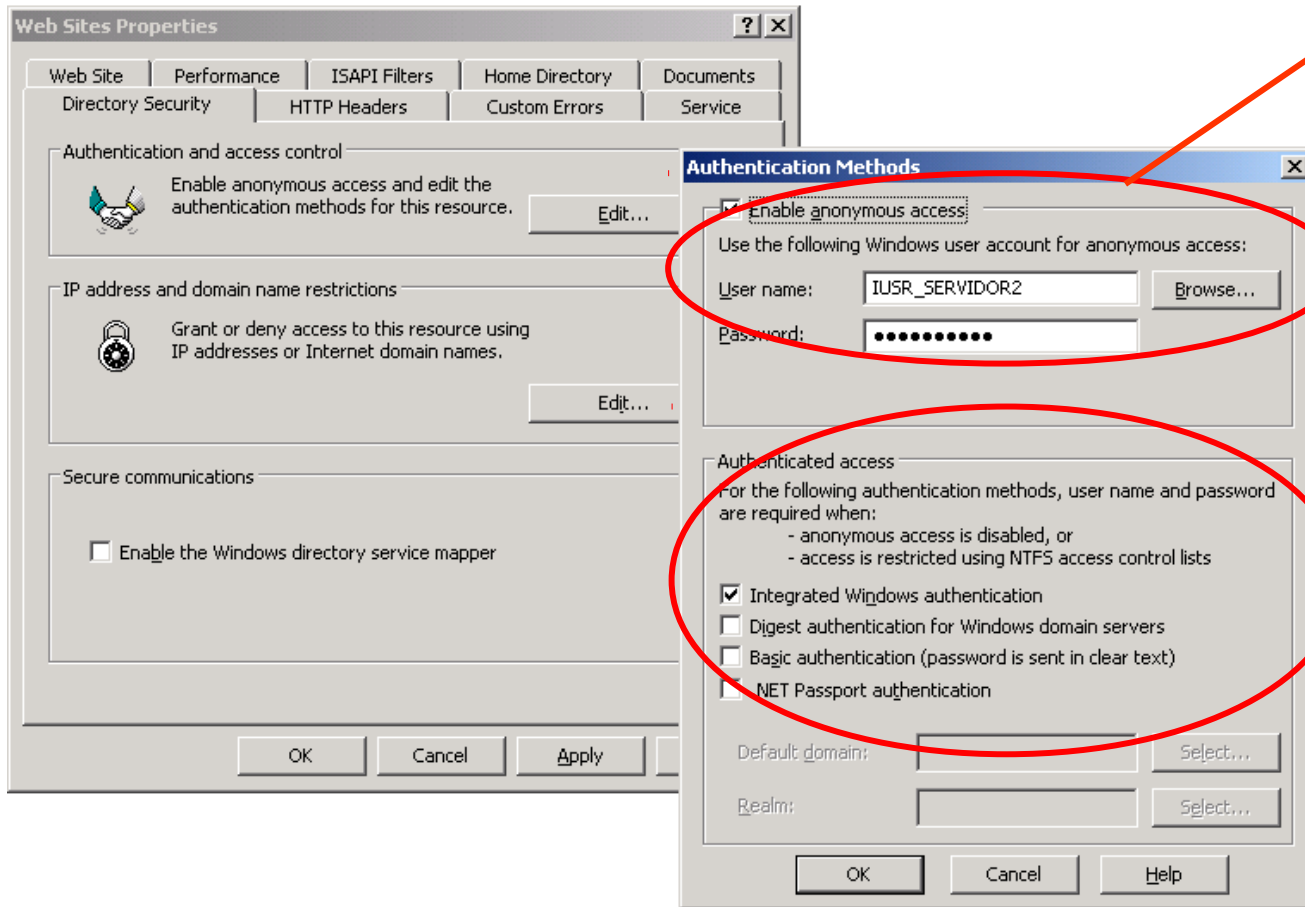 Web Sites Properties
Web Site Performance ISAPI Filters Home Directory Documents
Directory Security HTTP Headers Custom Errors Service
Authentication and access control
Enable anonymous access and edit the
authentication methods for this resource.
Edit...
IP address and domain name restrictions
Grant or deny access to this resource using
IP addresses or Internet domain names.
Edit...
Secure communications
Enable the Windows directory service mapper
OK Cancel Apply
Authentication Methods
Enable anonymous access
Use the following Windows user account for anonymous access:
User name: IUSR_SERVIDOR2 Browse...
Password: ●●●●●●●●●●
Authenticated access
For the following authentication methods, user name and password
are required when:
- anonymous access is disabled, or
- access is restricted using NTFS access control lists
Integrated Windows authentication
Digest authentication for Windows domain servers
Basic authentication (password is sent in clear text)
.NET Passport authentication
Default domain: Select...
Realm: Select...
OK Cancel Help